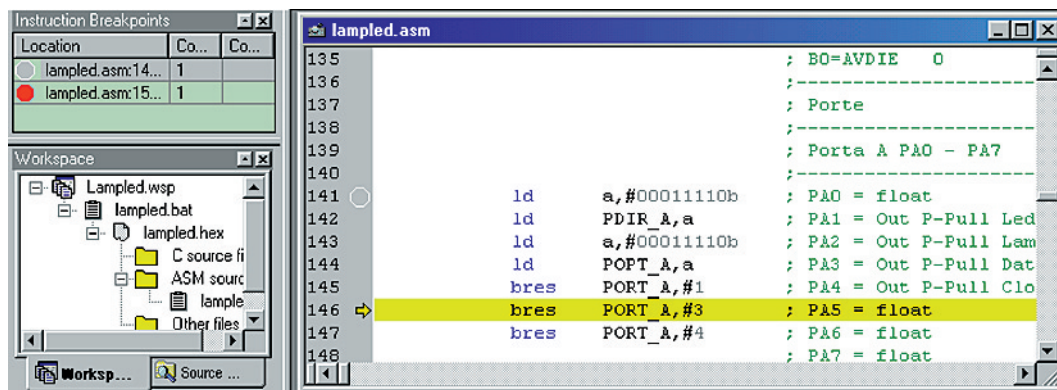 Instruction Breakpoints
Location Co... Co...
lampled.asm:14... 1
lampled.asm:15... 1
Workspace
Lampled.wsp
lampled.bat
lampled.hex
C source fi
ASM sourc
lample
Other files
Worksp... Source ...
lampled.asm
135 ; B0=AVDIE 0
136 ;-----------------------
137 ; Porte
138 ;-----------------------
139 ; Porta A PA0 - PA7
140 ;-----------------------
141 ld a,#00011110b ; PA0 = float
142 ld PDIR_A,a ; PA1 = Out P-Pull Led
143 ld a,#00011110b ; PA2 = Out P-Pull Lam
144 ld POPT_A,a ; PA3 = Out P-Pull Dat
145 bres PORT_A,#1 ; PA4 = Out P-Pull Clo
146 bres PORT_A,#3 ; PA5 = float
147 bres PORT_A,#4 ; PA6 = float
148 ; PA7 = float